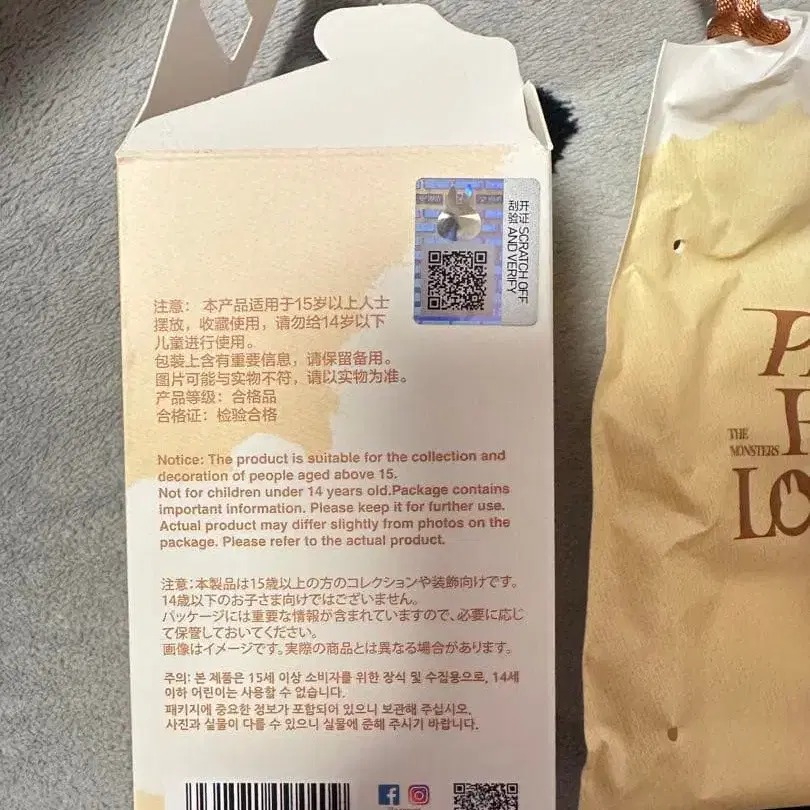 开涂 SCRATCH OFF
刮验 AND VERIFY
注意： 本产品适用于15岁以上人士
摆放，收藏使用，请勿给14岁以下
儿童进行使用。
包装上含有重要信息，请保留备用。
图片可能与实物不符，请以实物为准。
产品等级：合格品
合格证：检验合格
Notice: The product is suitable for the collection and
decoration of people aged above 15.
Not for children under 14 years old.Package contains
important information. Please keep it for further use.
Actual product may differ slightly from photos on the
package. Please refer to the actual product.
注意：本製品は15歳以上の方のコレクションや装飾向けです。
14歳以下のお子さま向けではございません。
パッケージには重要な情報が含まれていますので、必要に応じ
て保管しておいてください。
画像はイメージです。実際の商品とは異なる場合があります。
주의: 본 제품은 15세 이상 소비자를 위한 장식 및 수집용으로, 14세
이하 어린이는 사용할 수 없습니다.
패키지에 중요한 정보가 포함되어 있으니 보관해 주십시오.
사진과 실물이 다를 수 있으니 실물에 준해 주시기 바랍니다.
THE
MONSTERS